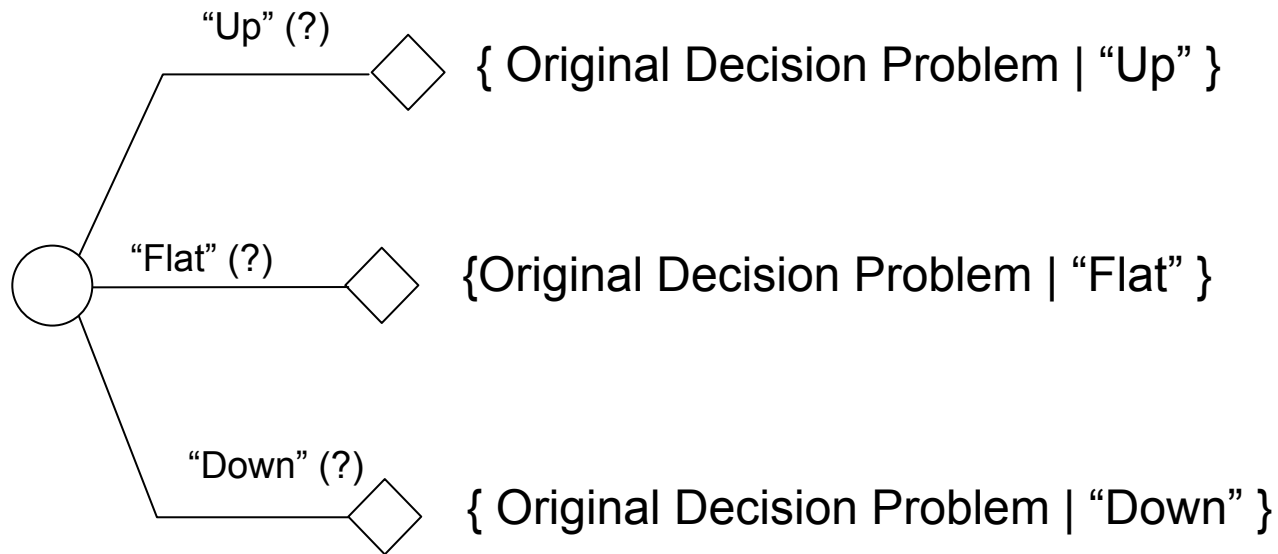 “Up” (?)
{ Original Decision Problem | “Up” }
“Flat” (?)
{Original Decision Problem | “Flat” }
“Down” (?)
{ Original Decision Problem | “Down” }